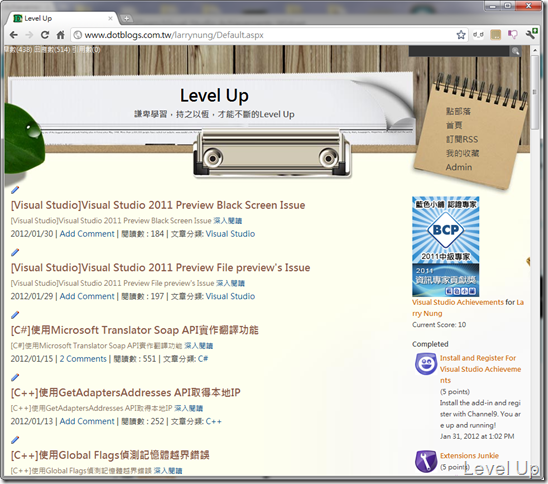 Level Up
www.dotblogs.com.tw/larrynung/Default.aspx
章數(438) 回應數(514) 引用數(0)
Level Up
謙卑學習，持之以恆，才能不斷的Level Up
點部落
首頁
訂閱RSS
我的收藏
Admin
[Visual Studio]Visual Studio 2011 Preview Black Screen Issue
[Visual Studio]Visual Studio 2011 Preview Black Screen Issue 深入閱讀
2012/01/30 | Add Comment | 閱讀數 : 184 | 文章分類: Visual Studio
[Visual Studio]Visual Studio 2011 Preview File preview's Issue
[Visual Studio]Visual Studio 2011 Preview File preview's Issue 深入閱讀
2012/01/29 | Add Comment | 閱讀數 : 197 | 文章分類: Visual Studio
[C#]使用Microsoft Translator Soap API實作翻譯功能
[C#]使用Microsoft Translator Soap API實作翻譯功能 深入閱讀
2012/01/15 | 2 Comments | 閱讀數 : 551 | 文章分類: C#
[C++]使用GetAdaptersAddresses API取得本地IP
[C++]使用GetAdaptersAddresses API取得本地IP 深入閱讀
2012/01/13 | Add Comment | 閱讀數 : 252 | 文章分類: C++
[C++]使用Global Flags偵測記憶體越界錯誤
[C++]使用Global Flags偵測記憶體越界錯誤 深入閱讀
藍色小舖 認證專家
BCP
2011中級專家
2011
資訊專家貢獻獎
藍色小舖
Visual Studio Achievements for La
rry Nung
Current Score: 10
Completed
Install and Register For
Visual Studio Achieveme
nts
(5 points)
Install the add-in and reg
ister with Channel9. You ar
e up and running!
Jan 31, 2012 at 1:02 PM
Extensions Junkie
(5 points)
Level Up